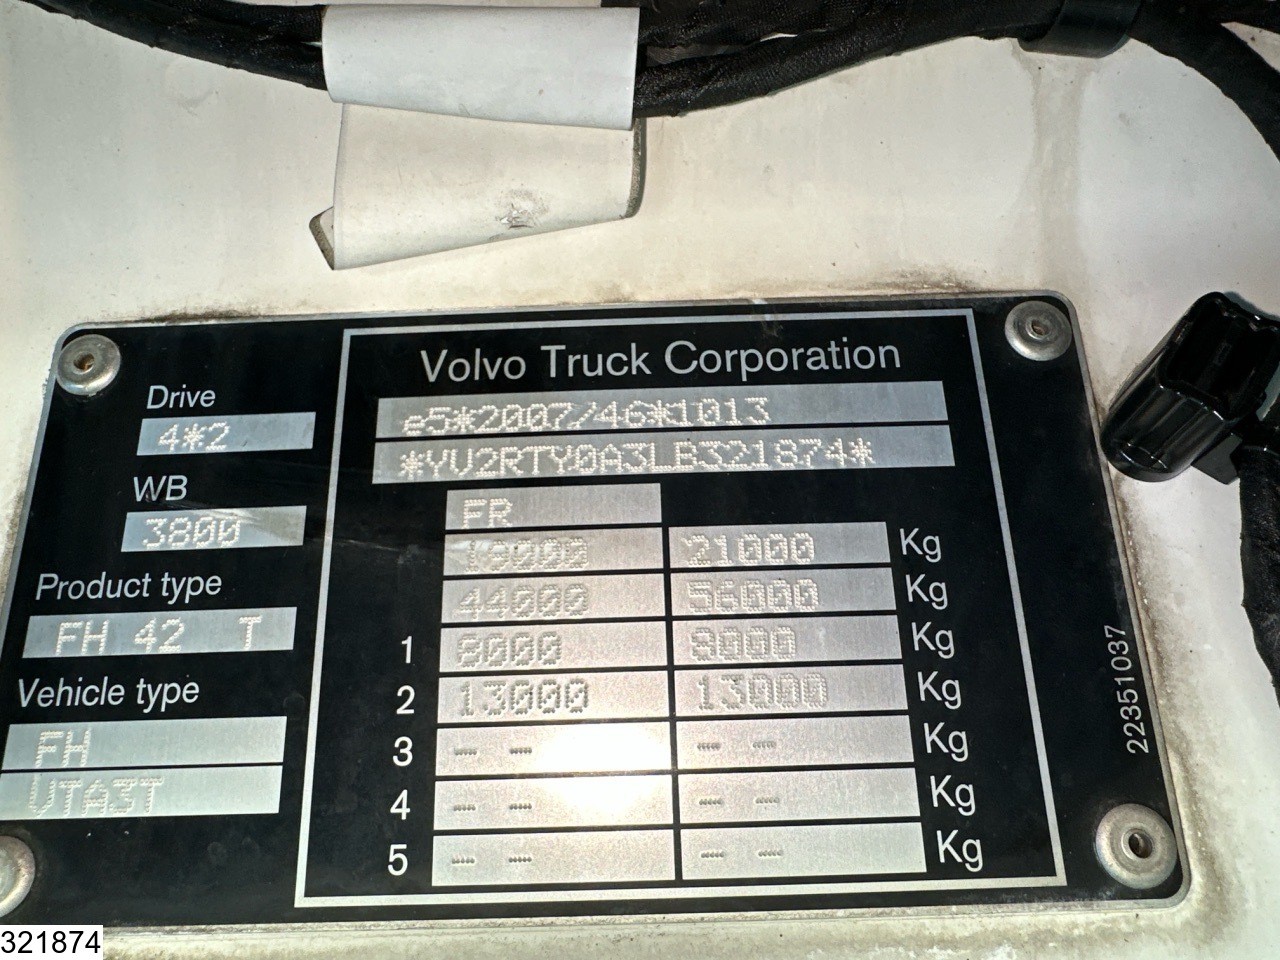 Volvo Truck Corporation
Drive
4*2
e5*2007/46*1013
*YV2RTY0A3LB321874*
WB
3800
FR
19000 21000 Kg
Product type
FH 42 T
44000 56000 Kg
1 8000 8000 Kg
Vehicle type
FH
VTA3T
2 13000 13000 Kg
3 -- -- -- -- Kg
4 -- -- -- -- Kg
5 -- -- -- -- Kg
22351037
321874